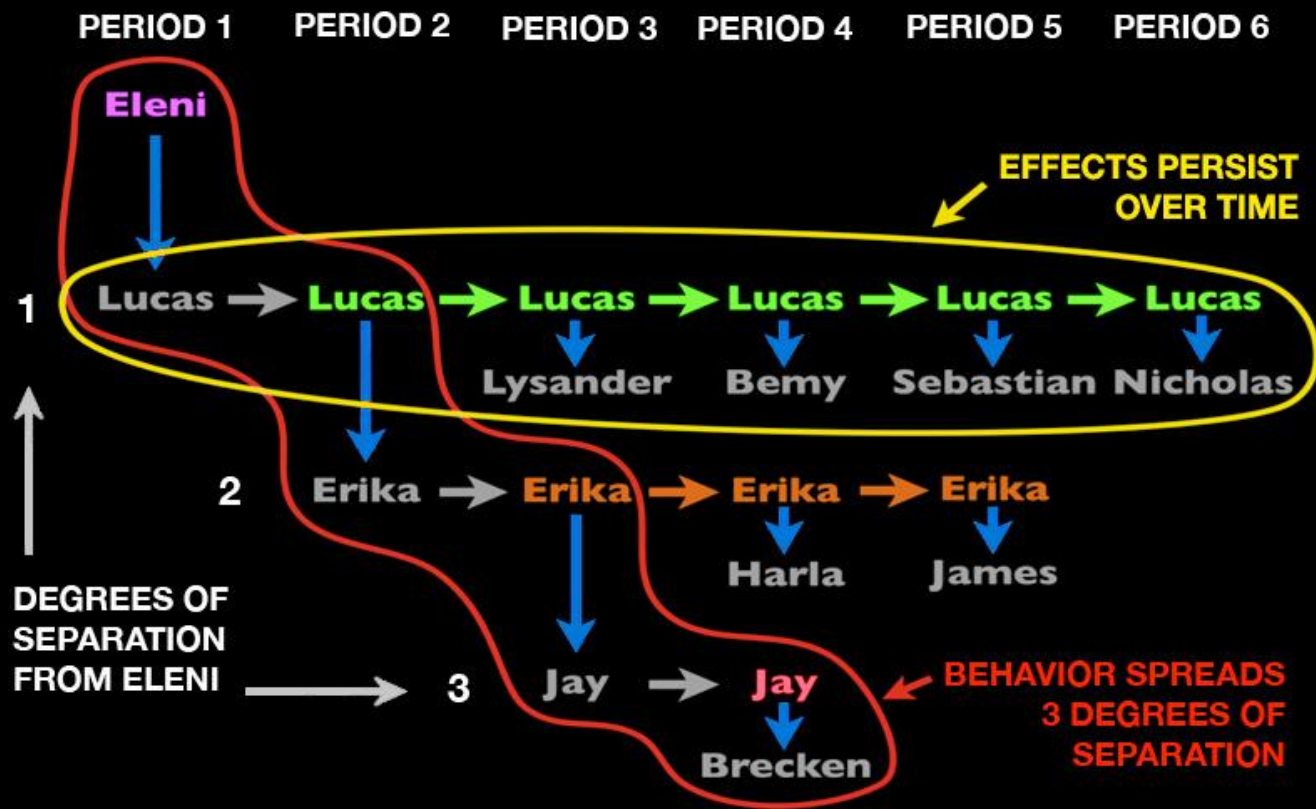 PERIOD 1 PERIOD 2 PERIOD 3 PERIOD 4 PERIOD 5 PERIOD 6
Eleni
EFFECTS PERSIST
OVER TIME
1 Lucas Lucas Lucas Lucas Lucas Lucas
Lysander Bemy Sebastian Nicholas
2 Erika Erika Erika Erika
Harla James
DEGREES OF
SEPARATION
FROM ELENI
3 Jay Jay
BEHAVIOR SPREADS
3 DEGREES OF
SEPARATION
Brecken